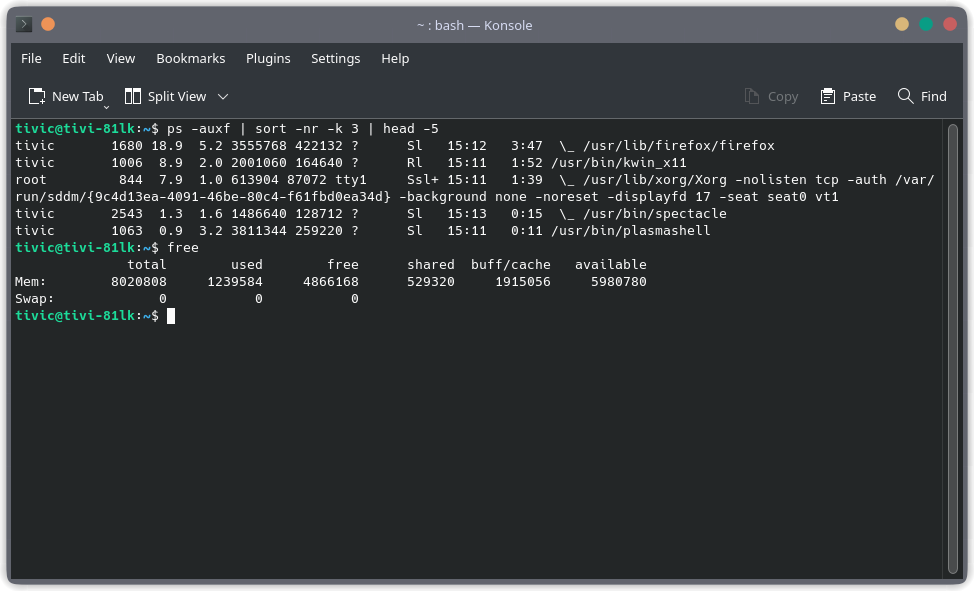 ~ : bash — Konsole
File Edit View Bookmarks Plugins Settings Help
New Tab Split View Copy Paste Find
tivic@tivi-81lk:~$ ps -auxf | sort -nr -k 3 | head -5
tivic 1680 18.9 5.2 3555768 422132 ? Sl 15:12 3:47 \_ /usr/lib/firefox/firefox
tivic 1006 8.9 2.0 2001060 164640 ? Rl 15:11 1:52 /usr/bin/kwin_x11
root 844 7.9 1.0 613904 87072 tty1 Ssl+ 15:11 1:39 \_ /usr/lib/xorg/Xorg -nolisten tcp -auth /var/
run/sddm/{9c4d13ea-4091-46be-80c4-f61fbd0ea34d} -background none -noreset -displayfd 17 -seat seat0 vt1
tivic 2543 1.3 1.6 1486640 128712 ? Sl 15:13 0:15 \_ /usr/bin/spectacle
tivic 1063 0.9 3.2 3811344 259220 ? Sl 15:11 0:11 /usr/bin/plasmashell
tivic@tivi-81lk:~$ free
total used free shared buff/cache available
Mem: 8020808 1239584 4866168 529320 1915056 5980780
Swap: 0 0 0
tivic@tivi-81lk:~$